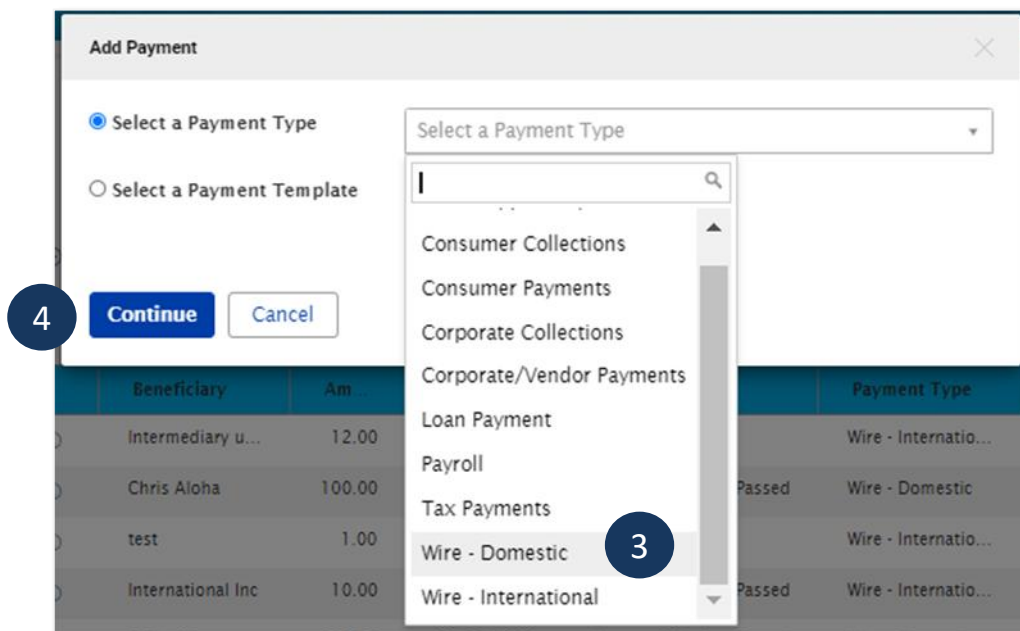 Add Payment
Select a Payment Type
Select a Payment Type
Select a Payment Template
Consumer Collections
Consumer Payments
Corporate Collections
Corporate/Vendor Payments
Loan Payment
Payroll
Tax Payments
Wire - Domestic
3
Wire - International
4
Continue
Cancel
Beneficiary Am... Payment Type
Intermediary u... 12.00 Wire - Internatio...
Chris Aloha 100.00 Passed Wire - Domestic
test 1.00 Wire - Internatio...
International Inc 10.00 Passed Wire - Internatio...